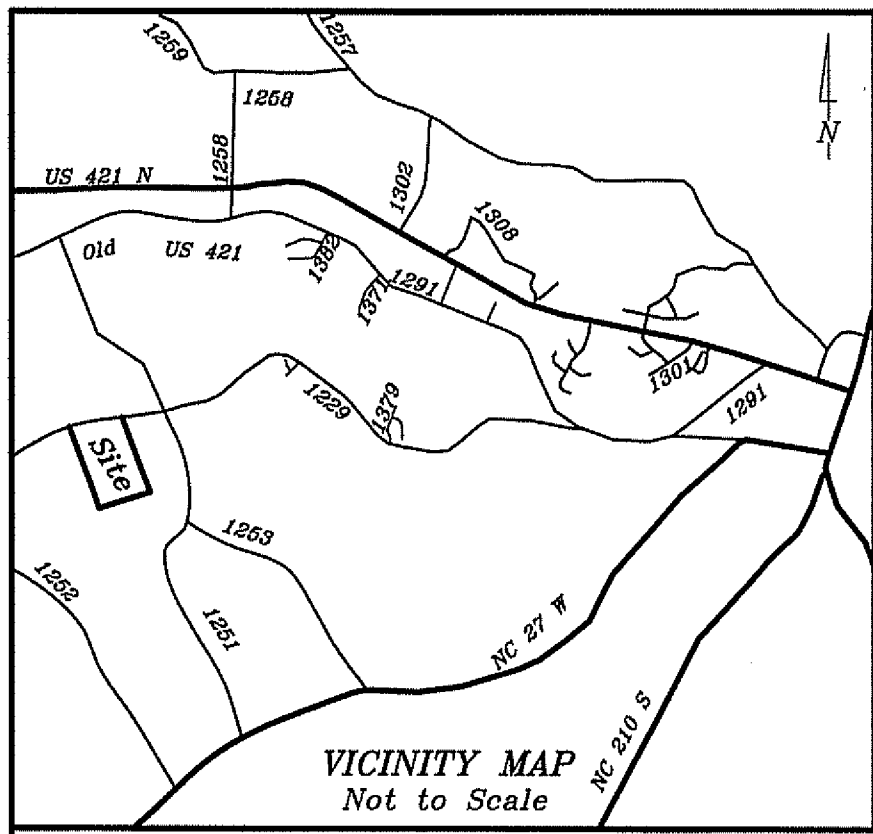 1259
1257
1258
1258
N
US 421 N
1302
1308
Old US 421
1382
1371
1291
1301
1291
1229
1379
Site
1253
1252
1251
NC 27 W
NC 210 S
VICINITY MAP
Not to Scale